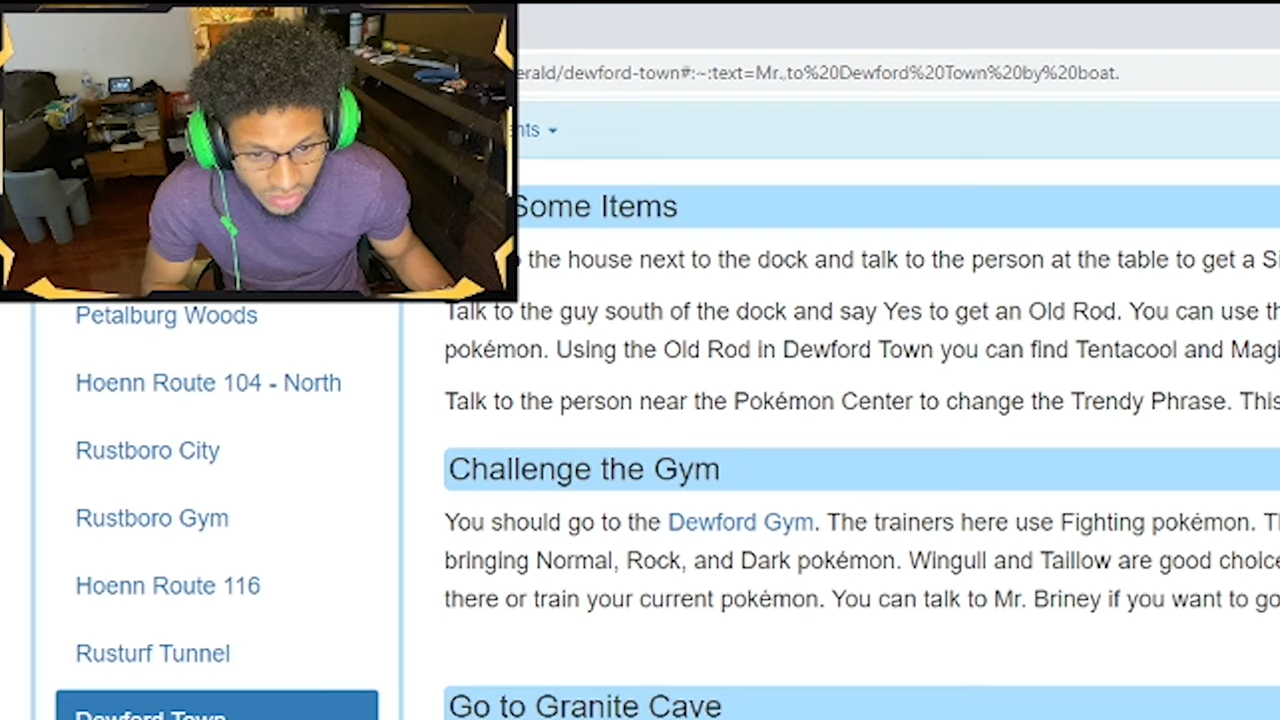 erald/dewford-town#:~:text=Mr.,to%20Dewford%20Town%20by%20boat.
nts
Some Items
the house next to the dock and talk to the person at the table to get a Si
Talk to the guy south of the dock and say Yes to get an Old Rod. You can use th
pokémon. Using the Old Rod in Dewford Town you can find Tentacool and Magi
Talk to the person near the Pokémon Center to change the Trendy Phrase. This
Challenge the Gym
You should go to the Dewford Gym. The trainers here use Fighting pokémon. Th
bringing Normal, Rock, and Dark pokémon. Wingull and Taillow are good choice
there or train your current pokémon. You can talk to Mr. Briney if you want to go
Go to Granite Cave
Petalburg Woods
Hoenn Route 104 - North
Rustboro City
Rustboro Gym
Hoenn Route 116
Rusturf Tunnel
Dewford Town